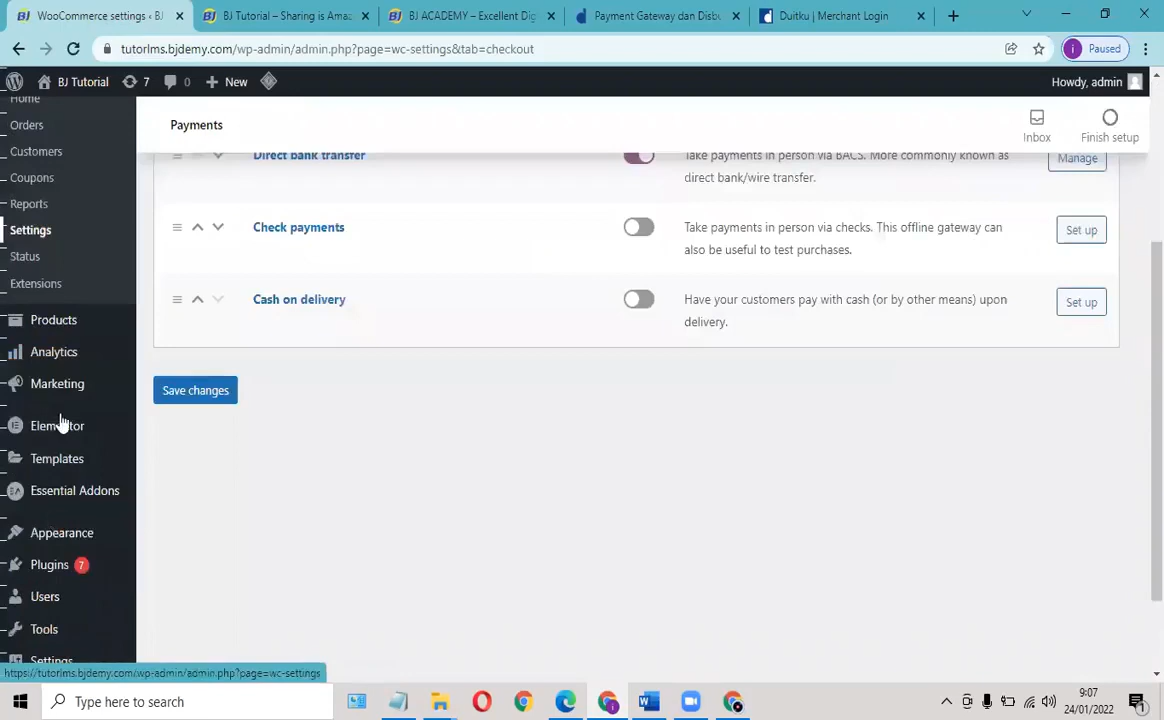 WooCommerce settings ‹ BJ
BJ Tutorial – Sharing is Amaz
BJ ACADEMY – Excellent Dig
Payment Gateway dan Disbu
Duitku | Merchant Login
tutorlms.bjdemy.com/wp-admin/admin.php?page=wc-settings&tab=checkout
i Paused
BJ Tutorial 7 0 New
Howdy, admin
Home
Orders
Customers
Coupons
Reports
Settings
Status
Extensions
Products
Analytics
Marketing
Elementor
Templates
Essential Addons
Appearance
Plugins 7
Users
Tools
Settings
Payments
Inbox
Finish setup
Direct bank transfer
Take payments in person via BACS. More commonly known as
direct bank/wire transfer.
Manage
Check payments
Take payments in person via checks. This offline gateway can
also be useful to test purchases.
Set up
Cash on delivery
Have your customers pay with cash (or by other means) upon
delivery.
Set up
Save changes
https://tutorlms.bjdemy.com/wp-admin/admin.php?page=wc-settings
Type here to search
9:07
24/01/2022
1